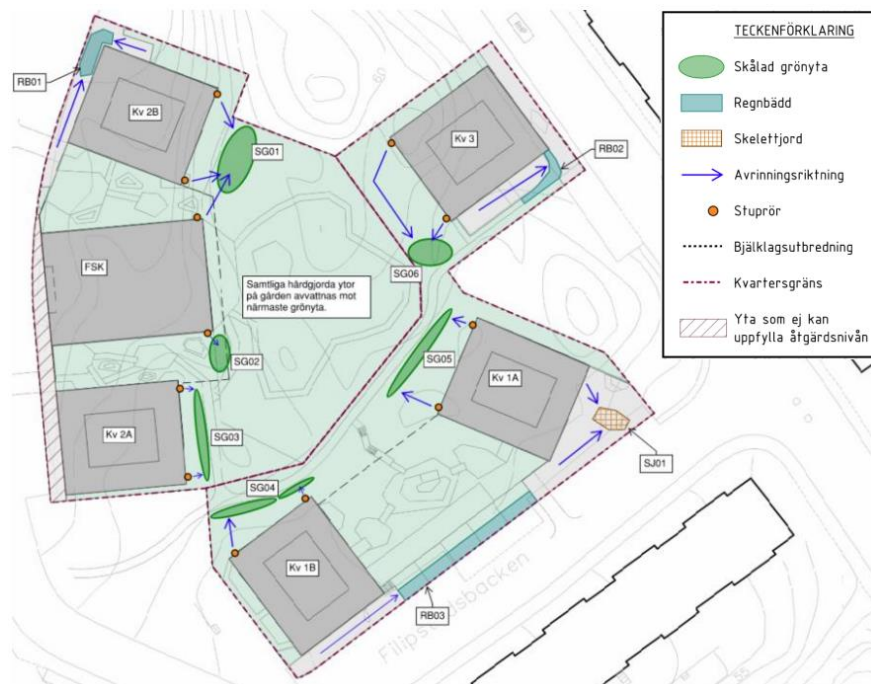 TECKENFÖRKLARING
Skålad grönyta
Regnbädd
Skelettjord
Avrinningsriktning
Stuprör
Bjälklagsutbredning
Kvartersgräns
Yta som ej kan
uppfylla åtgärdsnivån
RB01
Kv 2B
SG01
Kv 3
RB02
FSK
Samtliga hårdgjorda ytor
på gården avvattnas mot
närmaste grönyta.
SG06
SG02
SG05
Kv 1A
Kv 2A
SG03
SJ01
SG04
Kv 1B
RB03
60
55